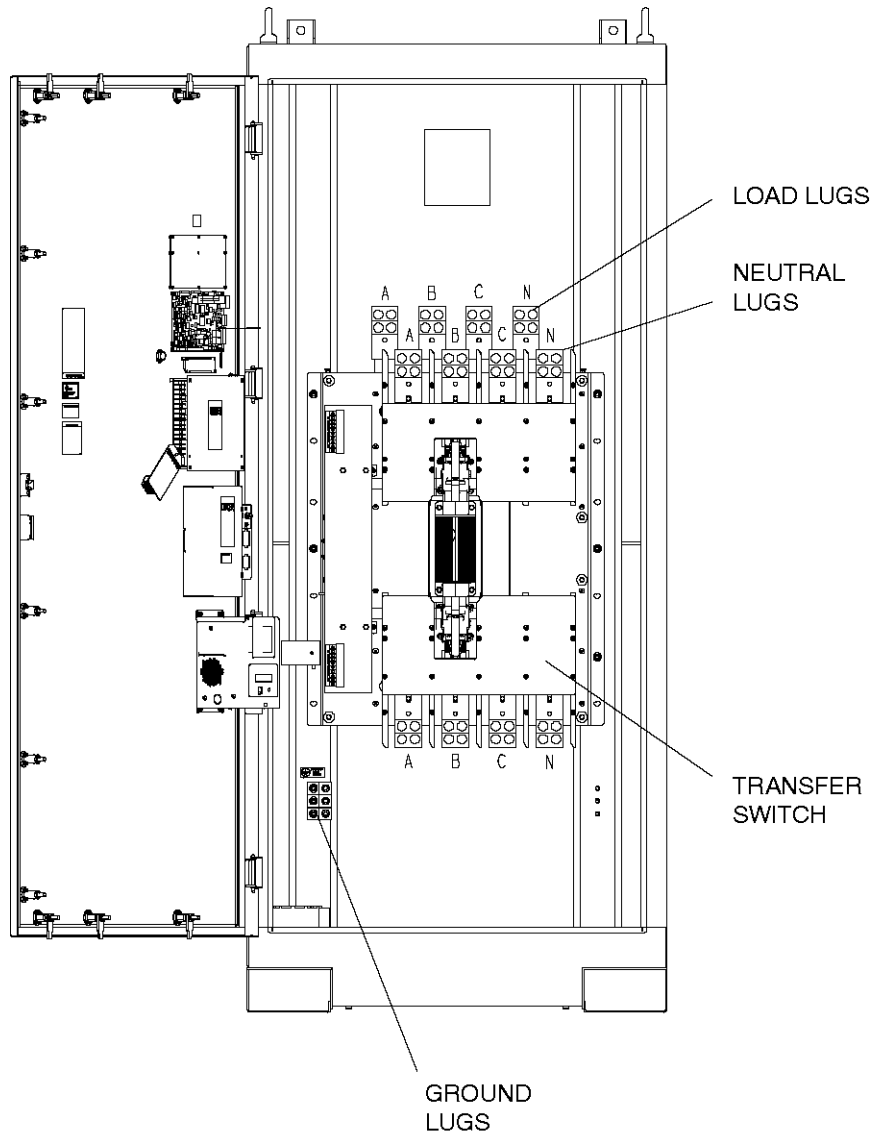 LOAD LUGS
NEUTRAL
LUGS
A B C N
A B C N
A B C N
TRANSFER
SWITCH
GROUND
LUGS